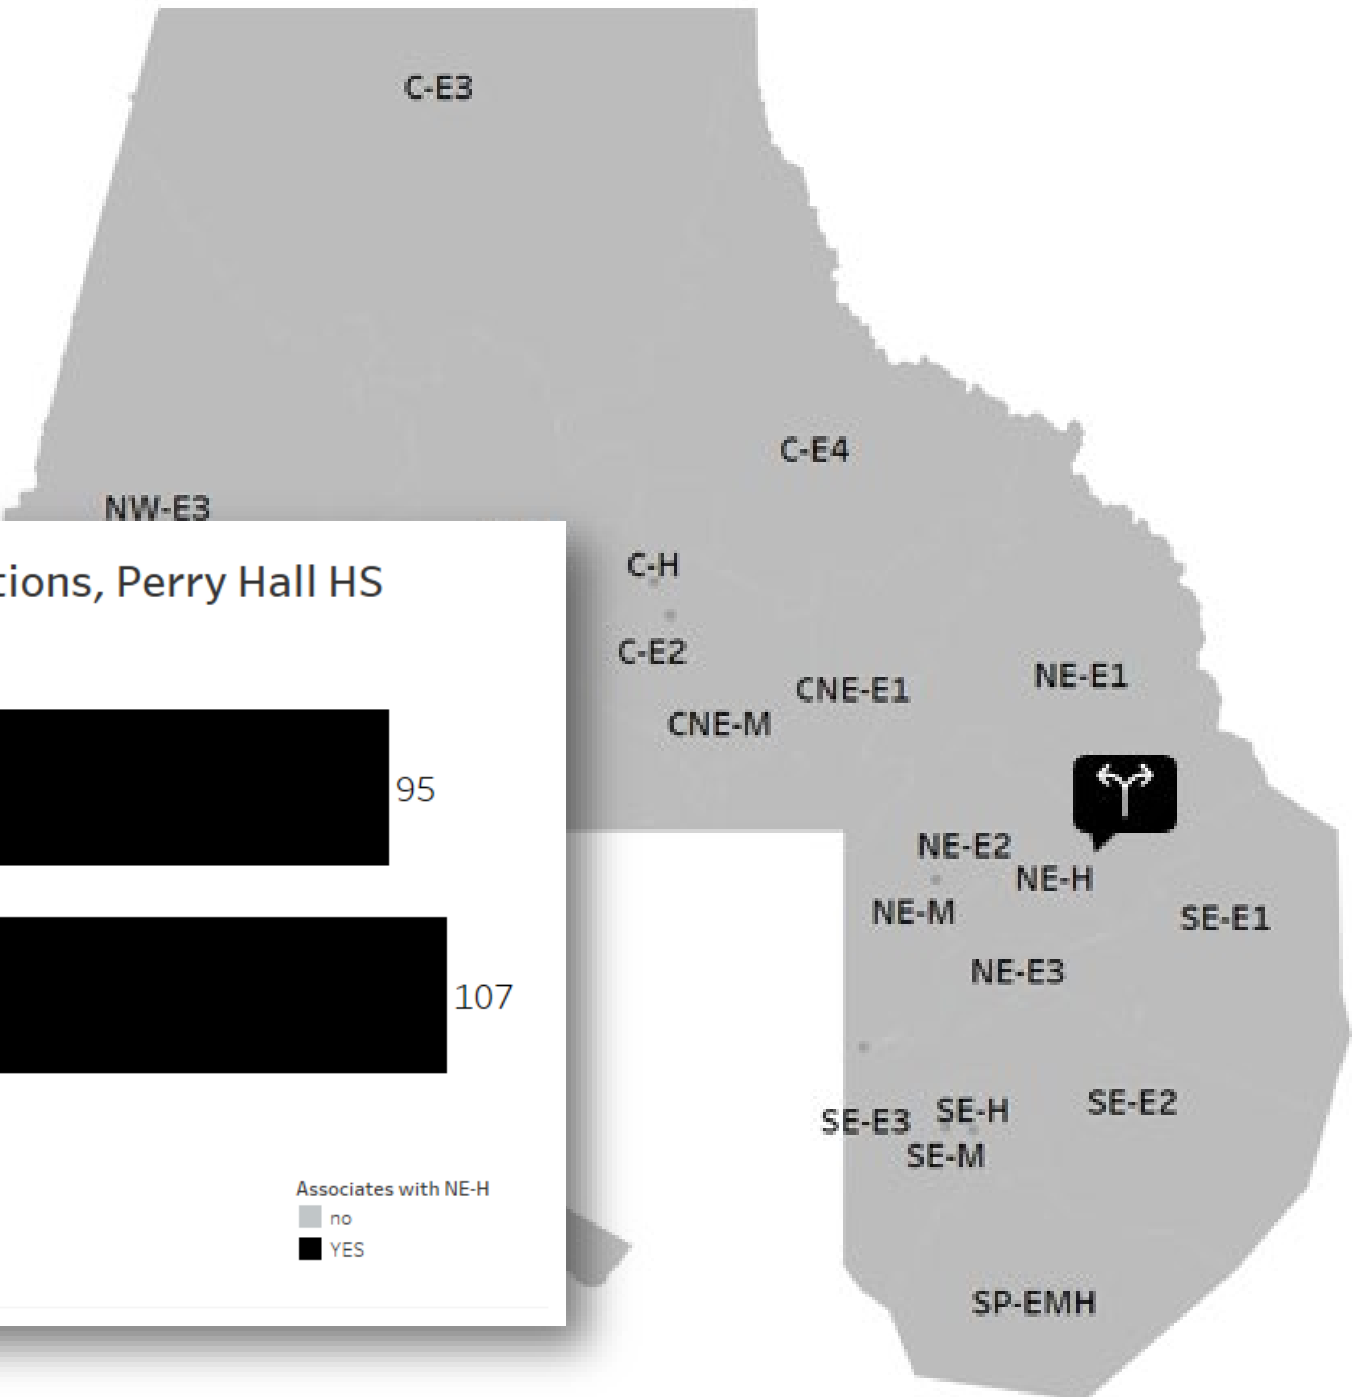 C-E3
C-E4
NW-E3
C-H
C-E2
CNE-E1
NE-E1
CNE-M
NE-E2
NE-H
NE-M
SE-E1
NE-E3
SE-E3
SE-H
SE-E2
SE-M
SP-EMH
tions, Perry Hall HS
95
107
Associates with NE-H
no
YES